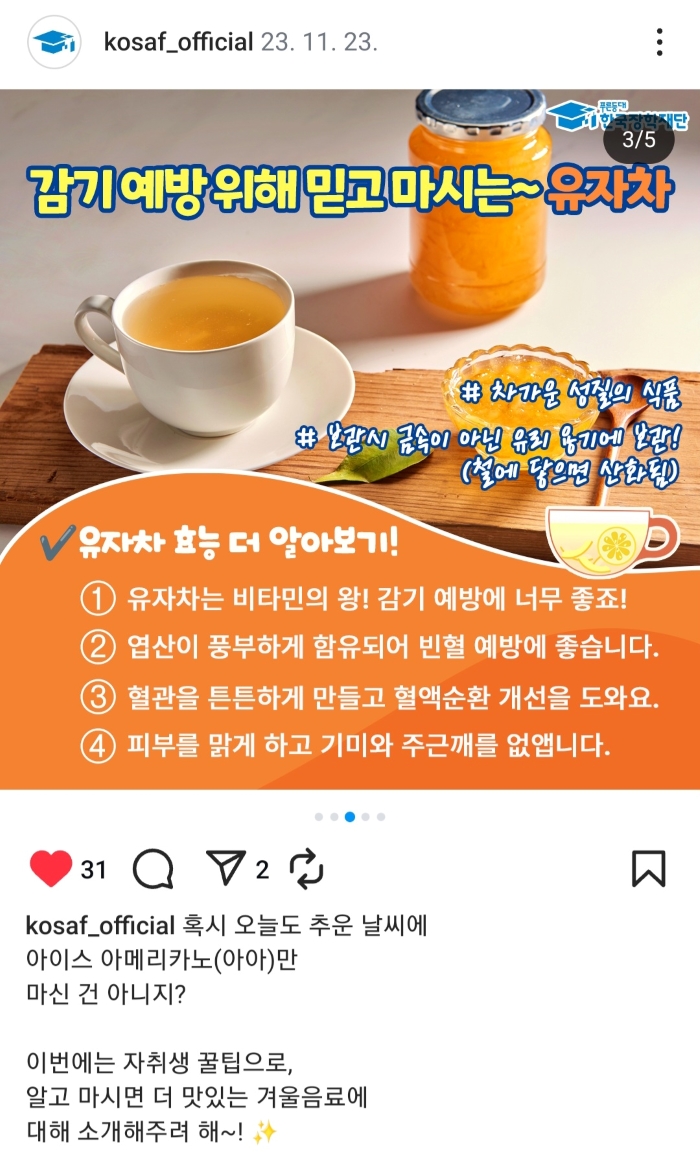 kosaf_official 23. 11. 23.
푸른등대
한국장학재단
3/5
감기 예방 위해 믿고 마시는~ 유자차
# 차가운 성질의 식품
# 보관시 금속이 아닌 유리 용기에 보관!
(철에 닿으면 산화됨)
✔유자차 효능 더 알아보기!
① 유자차는 비타민의 왕! 감기 예방에 너무 좋죠!
② 엽산이 풍부하게 함유되어 빈혈 예방에 좋습니다.
③ 혈관을 튼튼하게 만들고 혈액순환 개선을 도와요.
④ 피부를 맑게 하고 기미와 주근깨를 없앱니다.
31 2
kosaf_official 혹시 오늘도 추운 날씨에
아이스 아메리카노(아아)만
마신 건 아니지?
이번에는 자취생 꿀팁으로,
알고 마시면 더 맛있는 겨울음료에
대해 소개해주려 해~! ✨